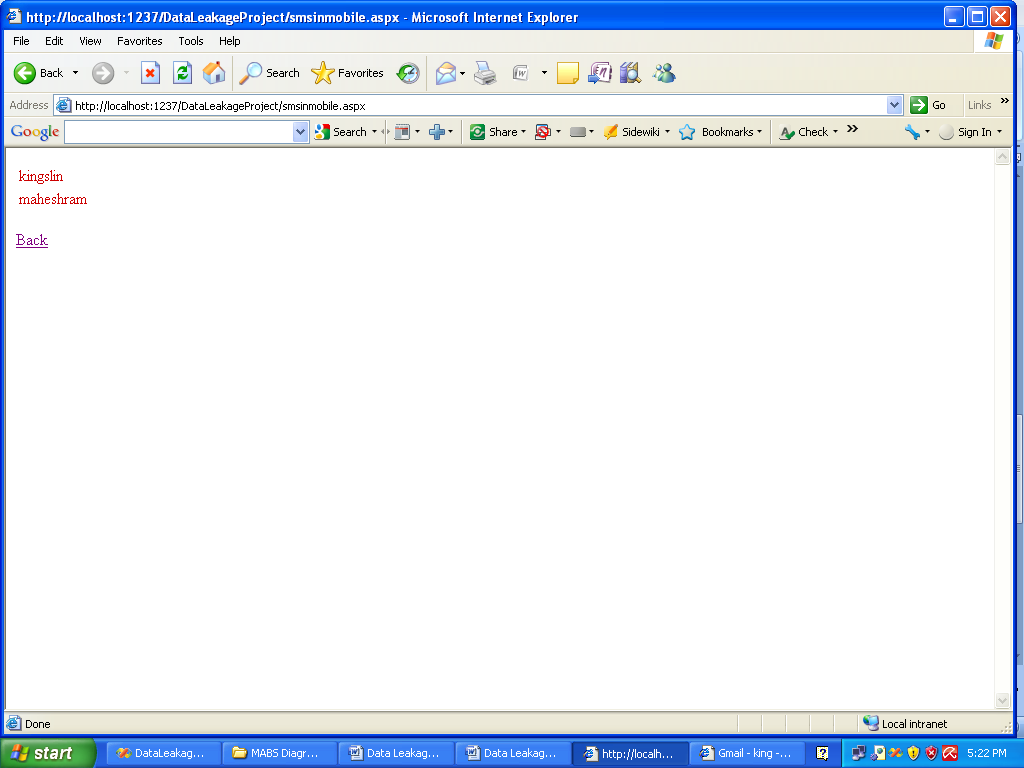 http://localhost:1237/DataLeakageProject/smsinmobile.aspx - Microsoft Internet Explorer
File Edit View Favorites Tools Help
Back Search Favorites
Address http://localhost:1237/DataLeakageProject/smsinmobile.aspx Go Links »
Google Search Share Sidewiki Bookmarks Check » Sign In
kingslin
maheshram
Back
Done Local intranet
start DataLeakag... MABS Diagr... Data Leakag... Data Leakag... http://localh... Gmail - king -... 5:22 PM